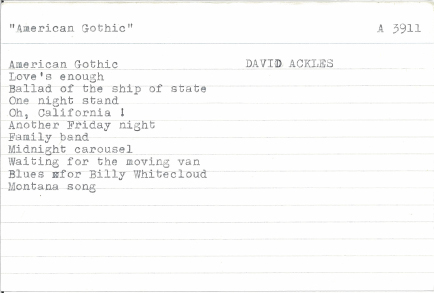 "American Gothic" A 3911
American Gothic DAVID ACKLES
Love's enough
Ballad of the ship of state
One night stand
Oh, California !
Another Friday night
Family band
Midnight carousel
Waiting for the moving van
Blues for Billy Whitecloud
Montana song